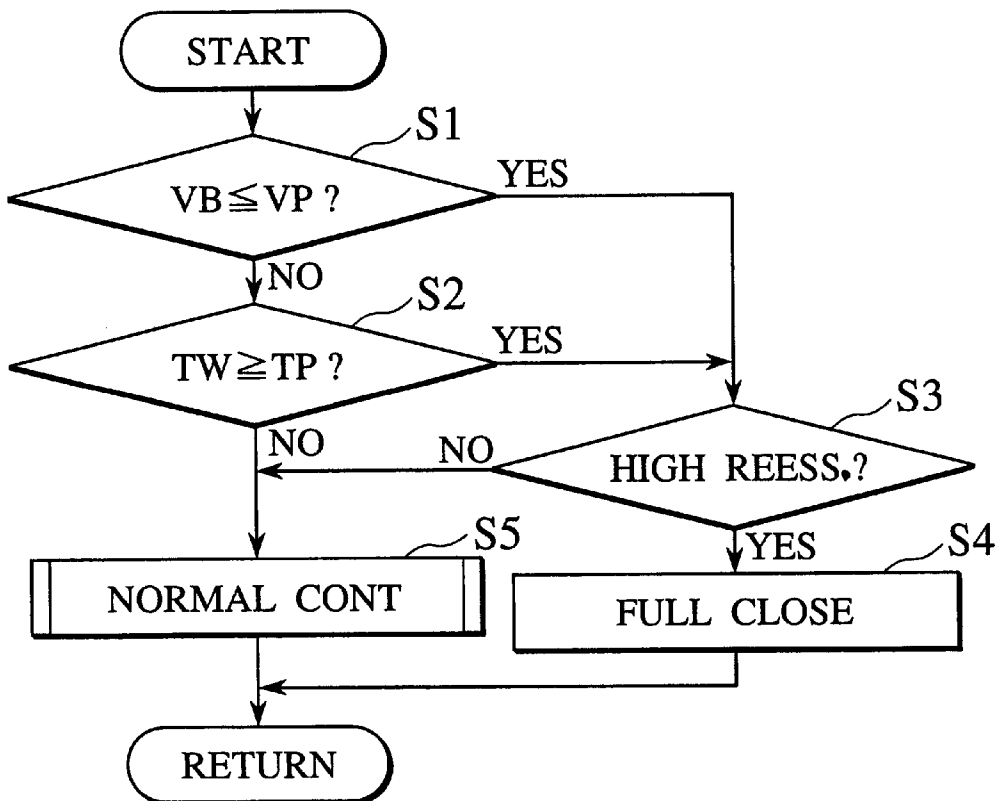 START
S1
VB≦VP ?
YES
NO
S2
TW≧TP ?
YES
NO
S3
HIGH REESS.?
NO
YES
S5
NORMAL CONT
S4
FULL CLOSE
RETURN